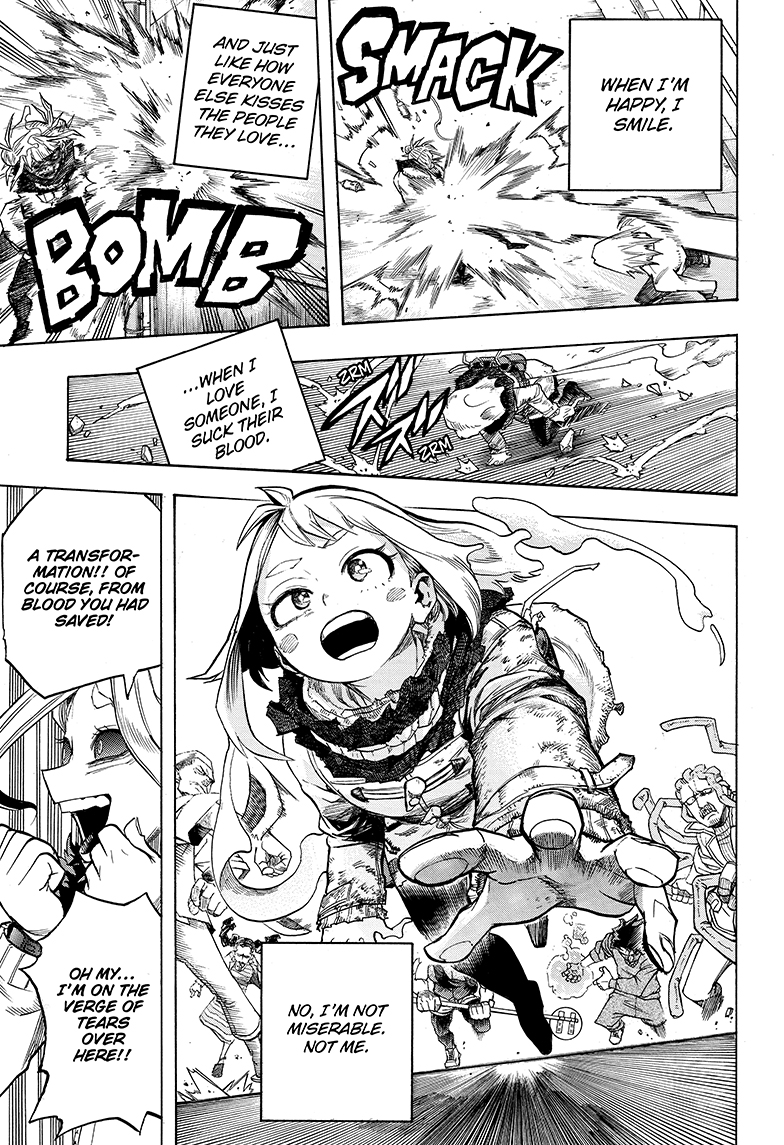 WHEN I'M
HAPPY, I
SMILE.
SMACK
AND JUST
LIKE HOW
EVERYONE
ELSE KISSES
THE PEOPLE
THEY LOVE...
BOMB
ZRM
ズズ
ZRM
...WHEN I
LOVE
SOMEONE, I
SUCK THEIR
BLOOD.
NO, I'M NOT
MISERABLE.
NOT ME.
A TRANSFOR-
MATION!! OF
COURSE, FROM
BLOOD YOU HAD
SAVED!
OH MY...
I'M ON THE
VERGE OF
TEARS
OVER
HERE!!